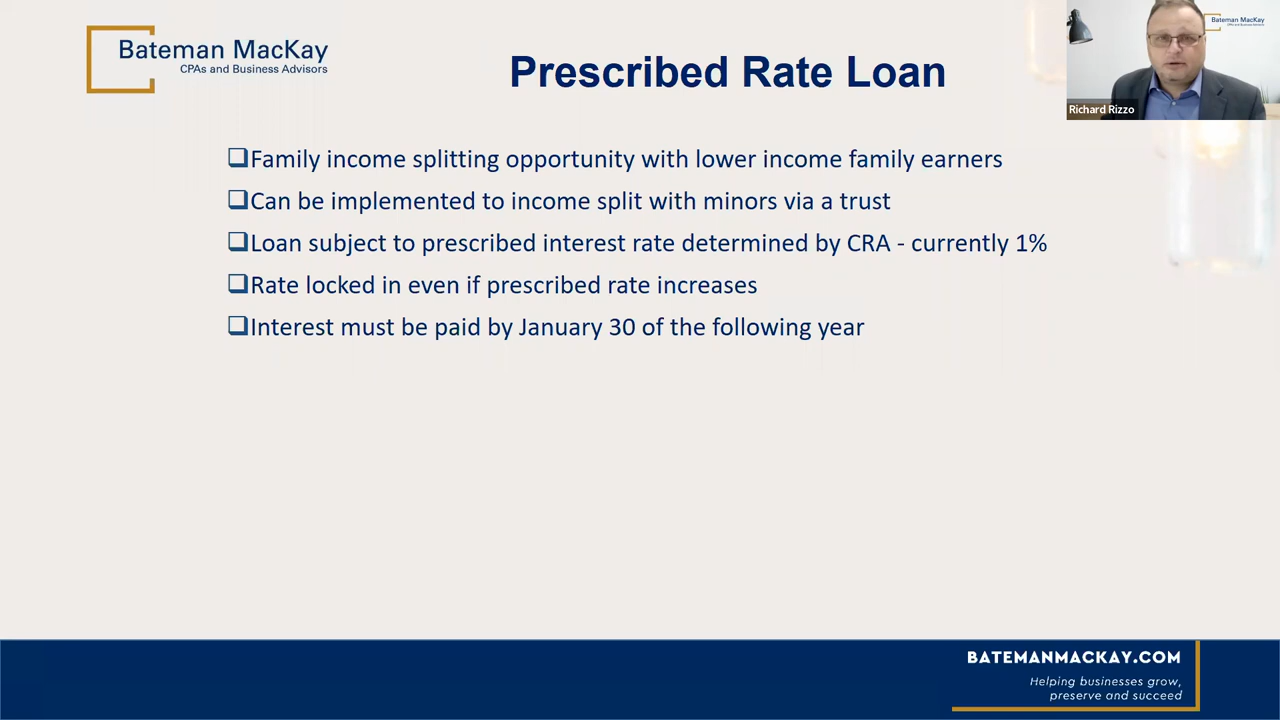 Bateman MacKay
CPAs and Business Advisors
Prescribed Rate Loan
Bateman MacKay
Richard Rizzo
❑Family income splitting opportunity with lower income family earners
❑Can be implemented to income split with minors via a trust
❑Loan subject to prescribed interest rate determined by CRA - currently 1%
❑Rate locked in even if prescribed rate increases
❑Interest must be paid by January 30 of the following year
BATEMANMACKAY.COM
Helping businesses grow,
preserve and succeed